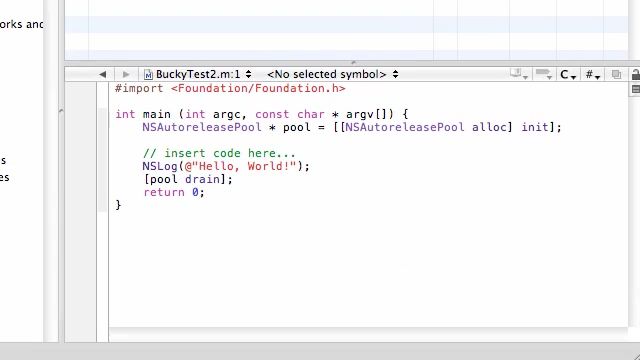 orks and
BuckyTest2.m:1 <No selected symbol> C #
#import <Foundation/Foundation.h>
int main (int argc, const char * argv[]) {
NSAutoreleasePool * pool = [[NSAutoreleasePool alloc] init];
// insert code here...
NSLog(@"Hello, World!");
s
[pool drain];
es
return 0;
}